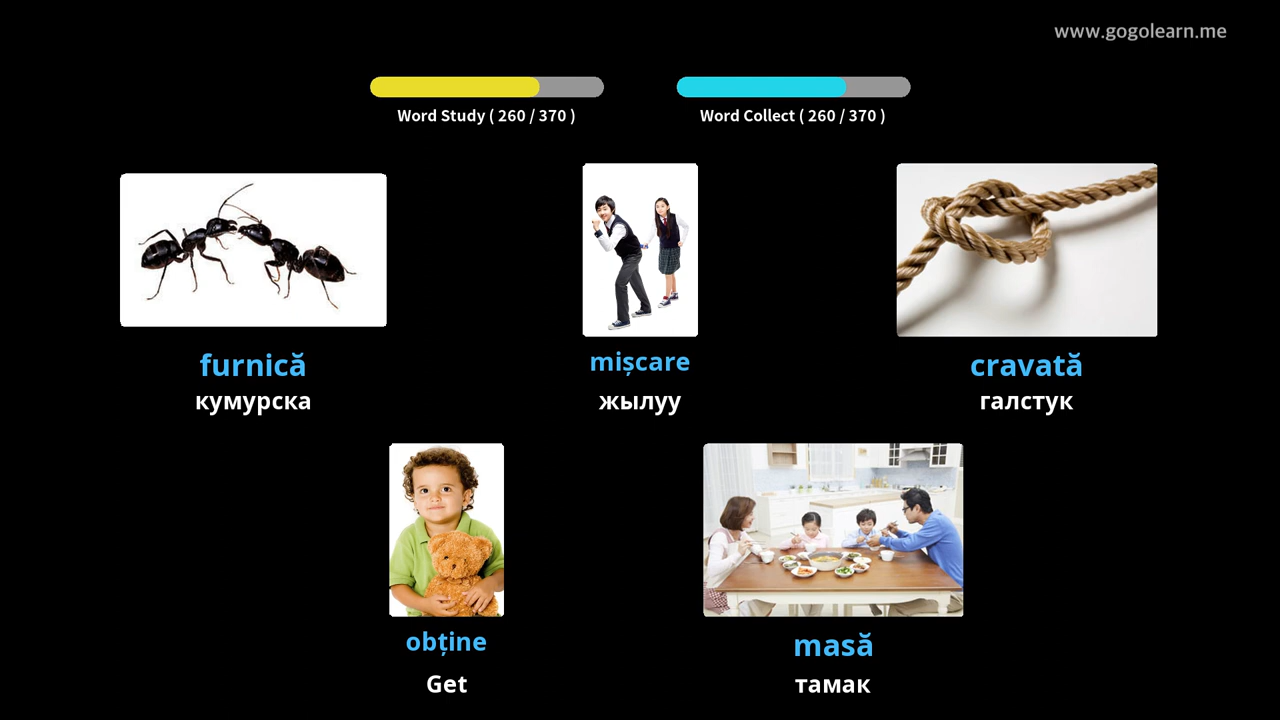 www.gogolearn.me
Word Study ( 260 / 370 )
Word Collect ( 260 / 370 )
furnică
кумурска
mișcare
жылуу
cravată
галстук
obține
Get
masă
тамак